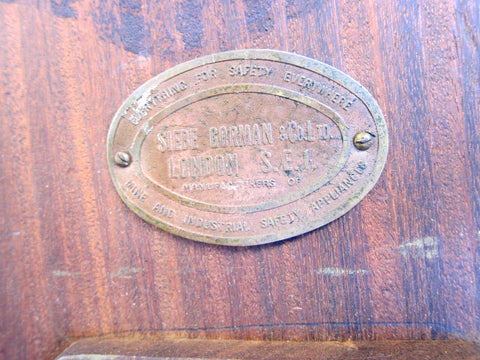 EVERYTHING FOR SAFETY EVERYWHERE
SIEBE GORMAN & CO. LTD.
LONDON S.E.1.
MANUFACTURERS OF
MINE AND INDUSTRIAL SAFETY APPLIANCES